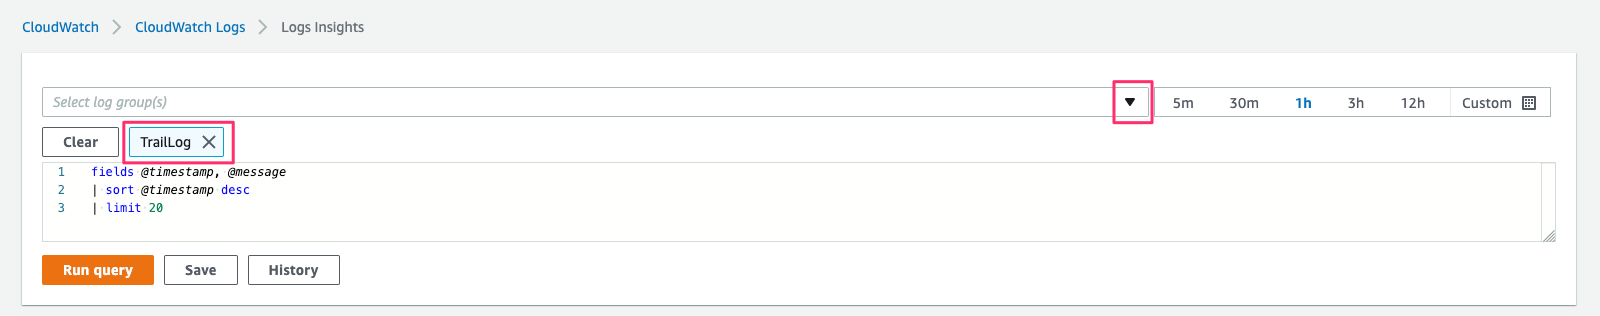 CloudWatch > CloudWatch Logs > Logs Insights
Select log group(s) 5m 30m 1h 3h 12h Custom
Clear TrailLog
1 fields @timestamp, @message
2 | sort @timestamp desc
3 | limit 20
Run query Save History